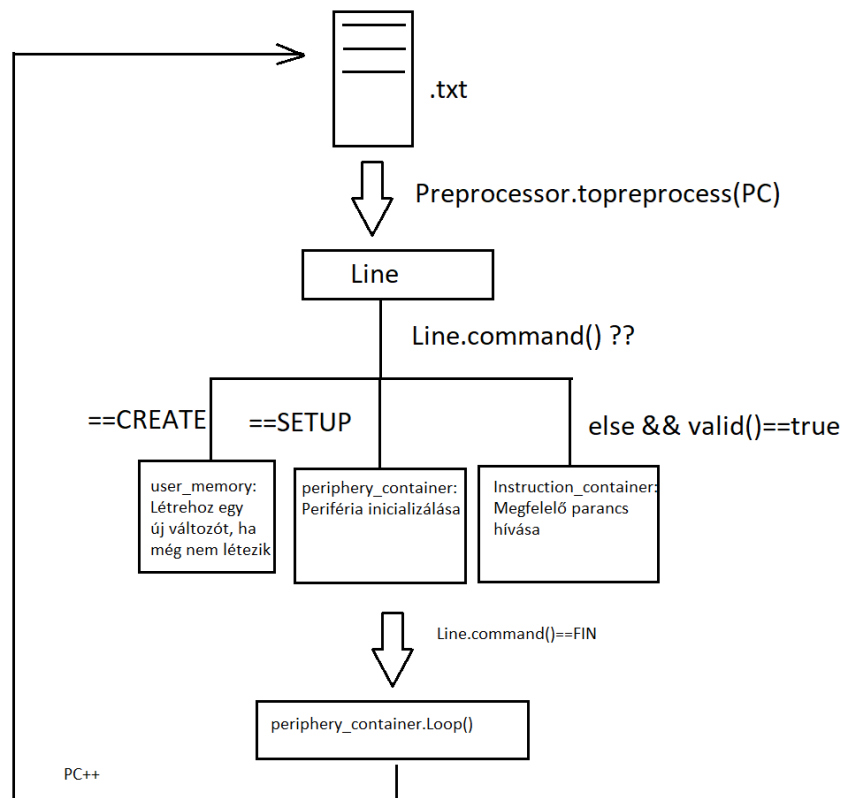 .txt
Preprocessor.topreprocess(PC)
Line
Line.command() ??
==CREATE
==SETUP
else && valid()==true
user_memory:
Létrehoz egy
új változót, ha
még nem létezik
periphery_container:
Periféria inicializálása
Instruction_container:
Megfelelő parancs
hívása
Line.command()==FIN
periphery_container.Loop()
PC++